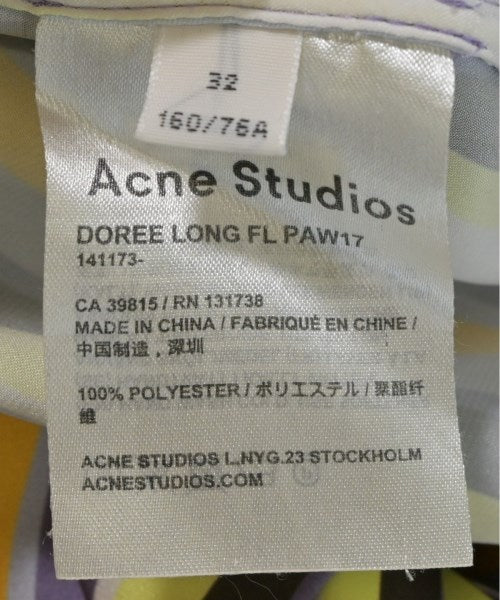 32
160/76A
Acne Studios
DOREE LONG FL PAW17
141173-
CA 39815 / RN 131738
MADE IN CHINA / FABRIQUÉ EN CHINE /
中国制造，深圳
100% POLYESTER / ポリエステル / 聚酯纤
维
ACNE STUDIOS L.NYG.23 STOCKHOLM
ACNESTUDIOS.COM